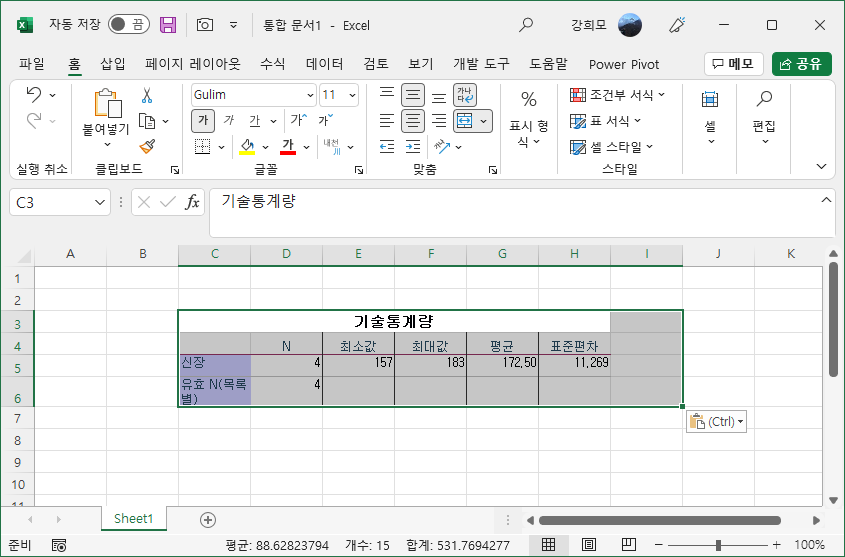 자동 저장 끔 통합 문서1 - Excel 강희모
파일 홈 삽입 페이지 레이아웃 수식 데이터 검토 보기 개발 도구 도움말 Power Pivot 메모 공유
붙여넣기
Gulim 11
가 가 가 가 가
가 내천 川
가나 다
%
표시 형식
조건부 서식
표 서식
셀 스타일
셀
편집
실행 취소 클립보드 글꼴 맞춤 스타일
C3 fx 기술통계량
A B C D E F G H I J K
1
2
3 기술통계량
4 N 최소값 최대값 평균 표준편차
5 신장 4 157 183 172.50 11.269
6 유효 N(목록별) 4
7 (Ctrl)
8
9
10
11
Sheet1
준비 평균: 88.62823794 개수: 15 합계: 531.7694277 100%